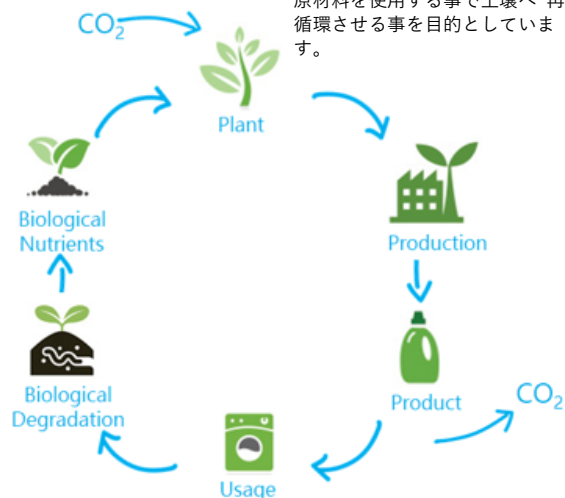 原材料を使用する事で土壌へ 再
循環させる事を目的としていま
す。
CO₂
Plant
Production
Product
CO₂
Usage
Biological
Degradation
Biological
Nutrients